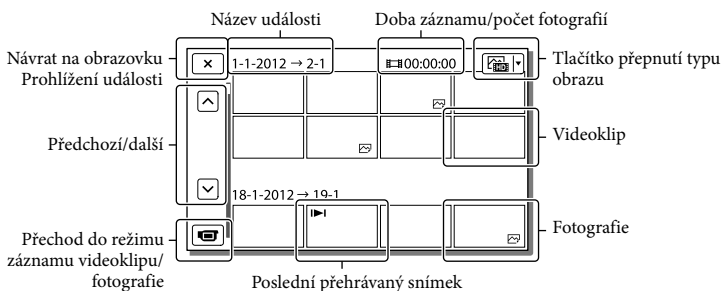 Název události
Doba záznamu/počet fotografií
Návrat na obrazovku
Prohlížení události
1-1-2012 → 2-1
00:00:00
HD
Tlačítko přepnutí typu
obrazu
Předchozí/další
Videoklip
18-1-2012 → 19-1
Přechod do režimu
záznamu videoklipu/
fotografie
Fotografie
Poslední přehrávaný snímek